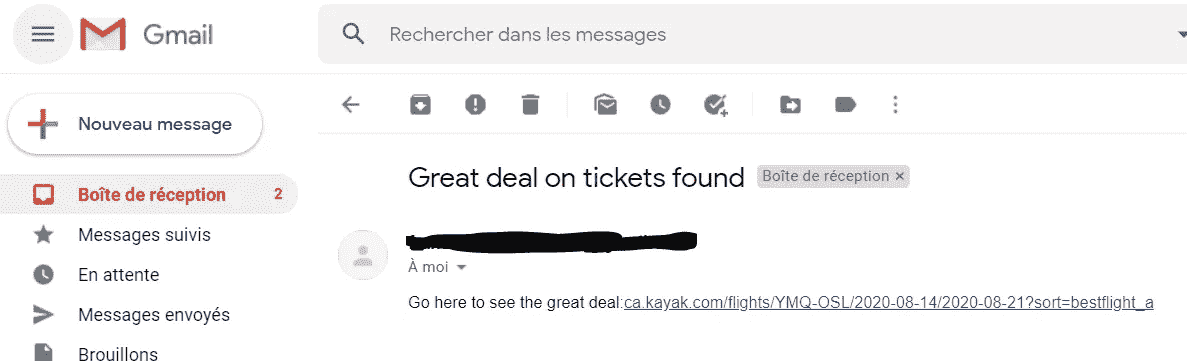 Gmail
Rechercher dans les messages
Nouveau message
Great deal on tickets found Boîte de réception ×
Boîte de réception 2
Messages suivis
À moi
En attente
Go here to see the great deal:ca.kayak.com/flights/YMQ-OSL/2020-08-14/2020-08-21?sort=bestflight_a
Messages envoyés
Brouillons